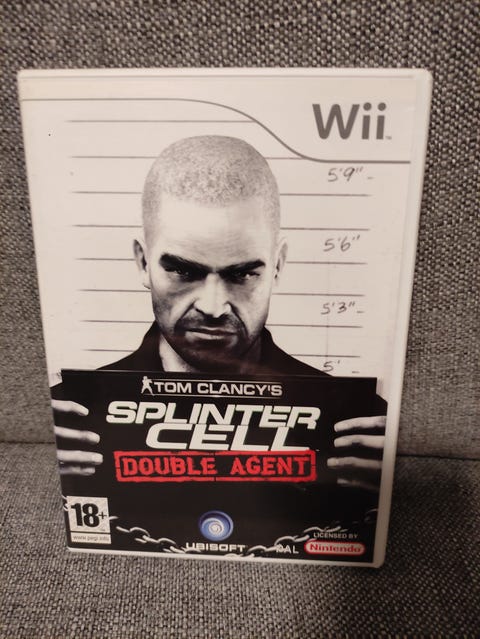 Wii™
5'9"
5'6"
5'3"
5'
TOM CLANCY'S
SPLINTER
CELL
DOUBLE AGENT
18+
www.pegi.info
UBISOFT
PAL
LICENSED BY
Nintendo